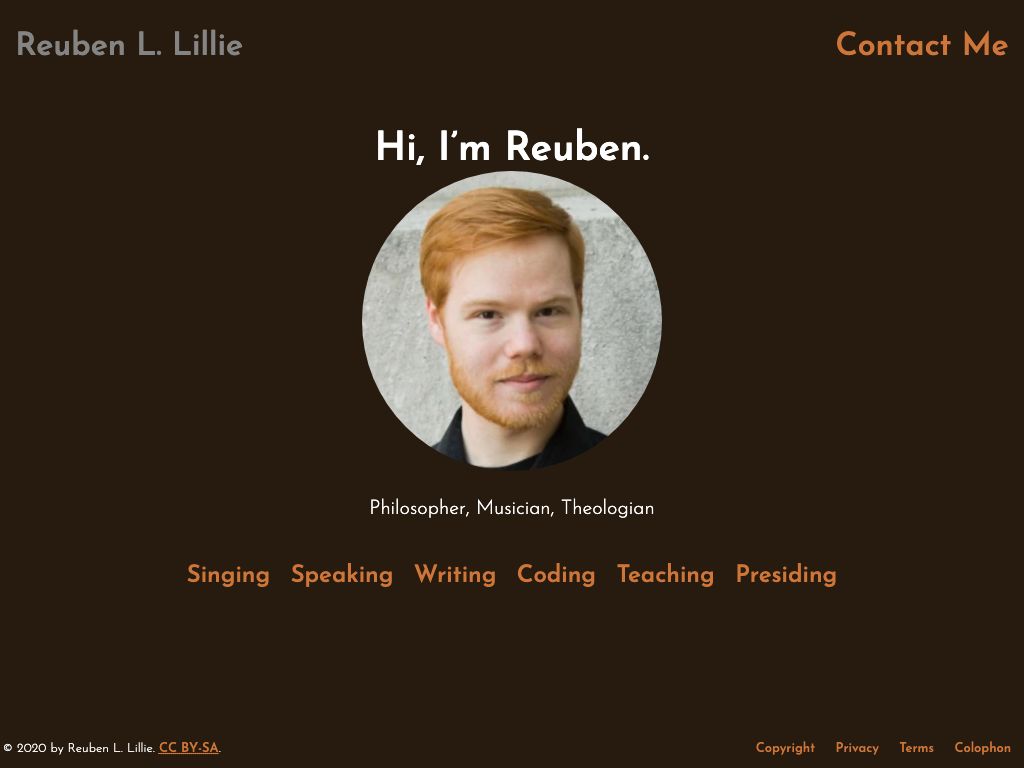 Reuben L. Lillie
Contact Me
Hi, I’m Reuben.
Philosopher, Musician, Theologian
Singing Speaking Writing Coding Teaching Presiding
© 2020 by Reuben L. Lillie. CC BY-SA.
Copyright Privacy Terms Colophon